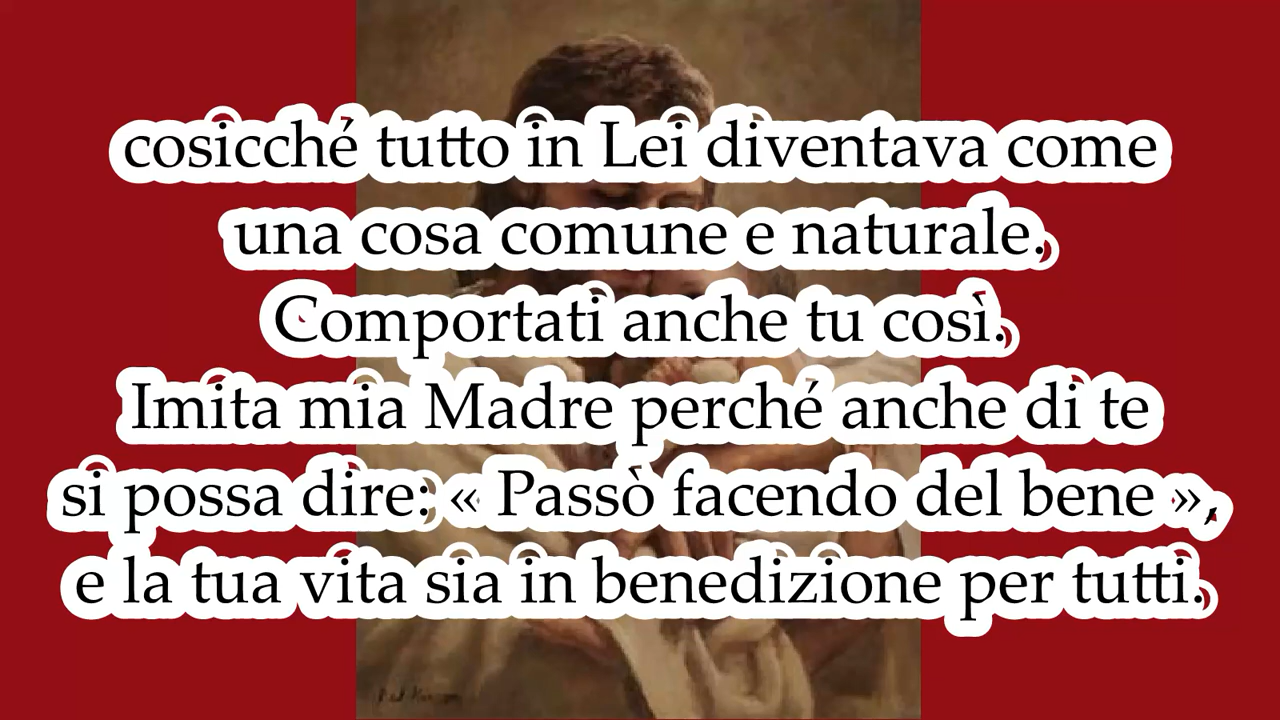 cosicché tutto in Lei diventava come
una cosa comune e naturale.
Comportati anche tu così.
Imita mia Madre perché anche di te
si possa dire: « Passò facendo del bene »,
e la tua vita sia in benedizione per tutti.